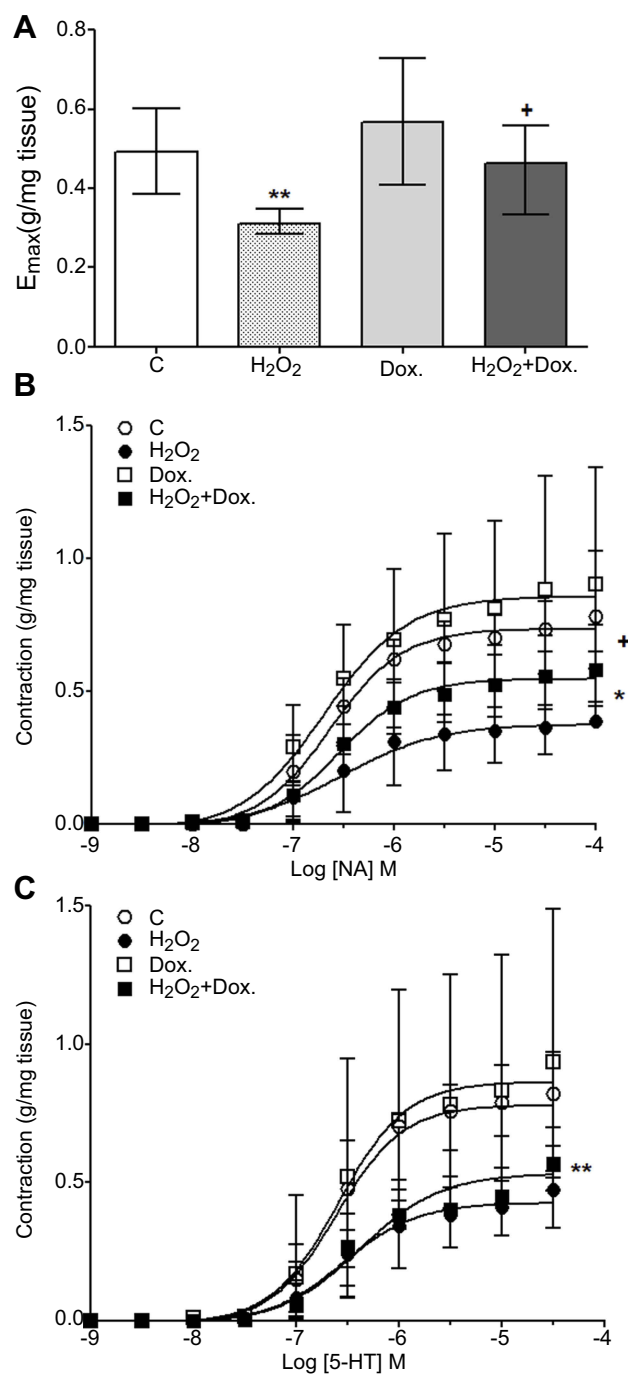 A
E_max(g/mg tissue)
0.8
0.6
0.4
0.2
0.0
**
+
C
H₂O₂
Dox.
H₂O₂+Dox.
B
Contraction (g/mg tissue)
1.5
1.0
0.5
0.0
C
H₂O₂
Dox.
H₂O₂+Dox.
+
*
-9 -8 -7 -6 -5 -4
Log [NA] M
C
Contraction (g/mg tissue)
1.5
1.0
0.5
0.0
C
H₂O₂
Dox.
H₂O₂+Dox.
**
-9 -8 -7 -6 -5 -4
Log [5-HT] M